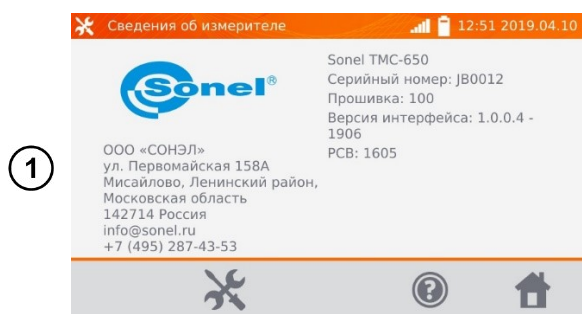 Сведения об измерителе
12:51 2019.04.10
Sonel®
Sonel TMC-650
Серийный номер: JB0012
Прошивка: 100
Версия интерфейса: 1.0.0.4 -
1906
PCB: 1605
ООО «СОНЭЛ»
ул. Первомайская 158А
Мисайлово, Ленинский район,
Московская область
142714 Россия
info@sonel.ru
+7 (495) 287-43-53
1
?